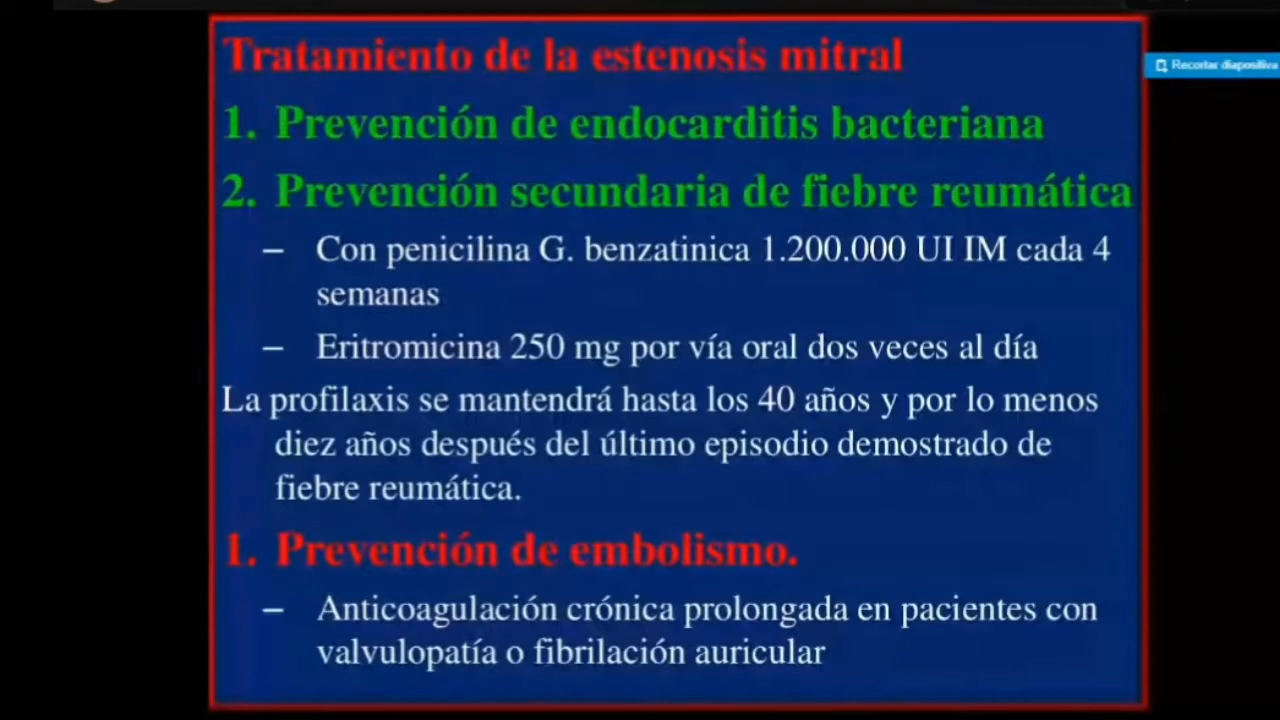 Tratamiento de la estenosis mitral
Recortar diapositiva
1. Prevención de endocarditis bacteriana
2. Prevención secundaria de fiebre reumática
– Con penicilina G. benzatinica 1.200.000 UI IM cada 4
semanas
– Eritromicina 250 mg por vía oral dos veces al día
La profilaxis se mantendrá hasta los 40 años y por lo menos
diez años después del último episodio demostrado de
fiebre reumática.
1. Prevención de embolismo.
– Anticoagulación crónica prolongada en pacientes con
valvulopatía o fibrilación auricular